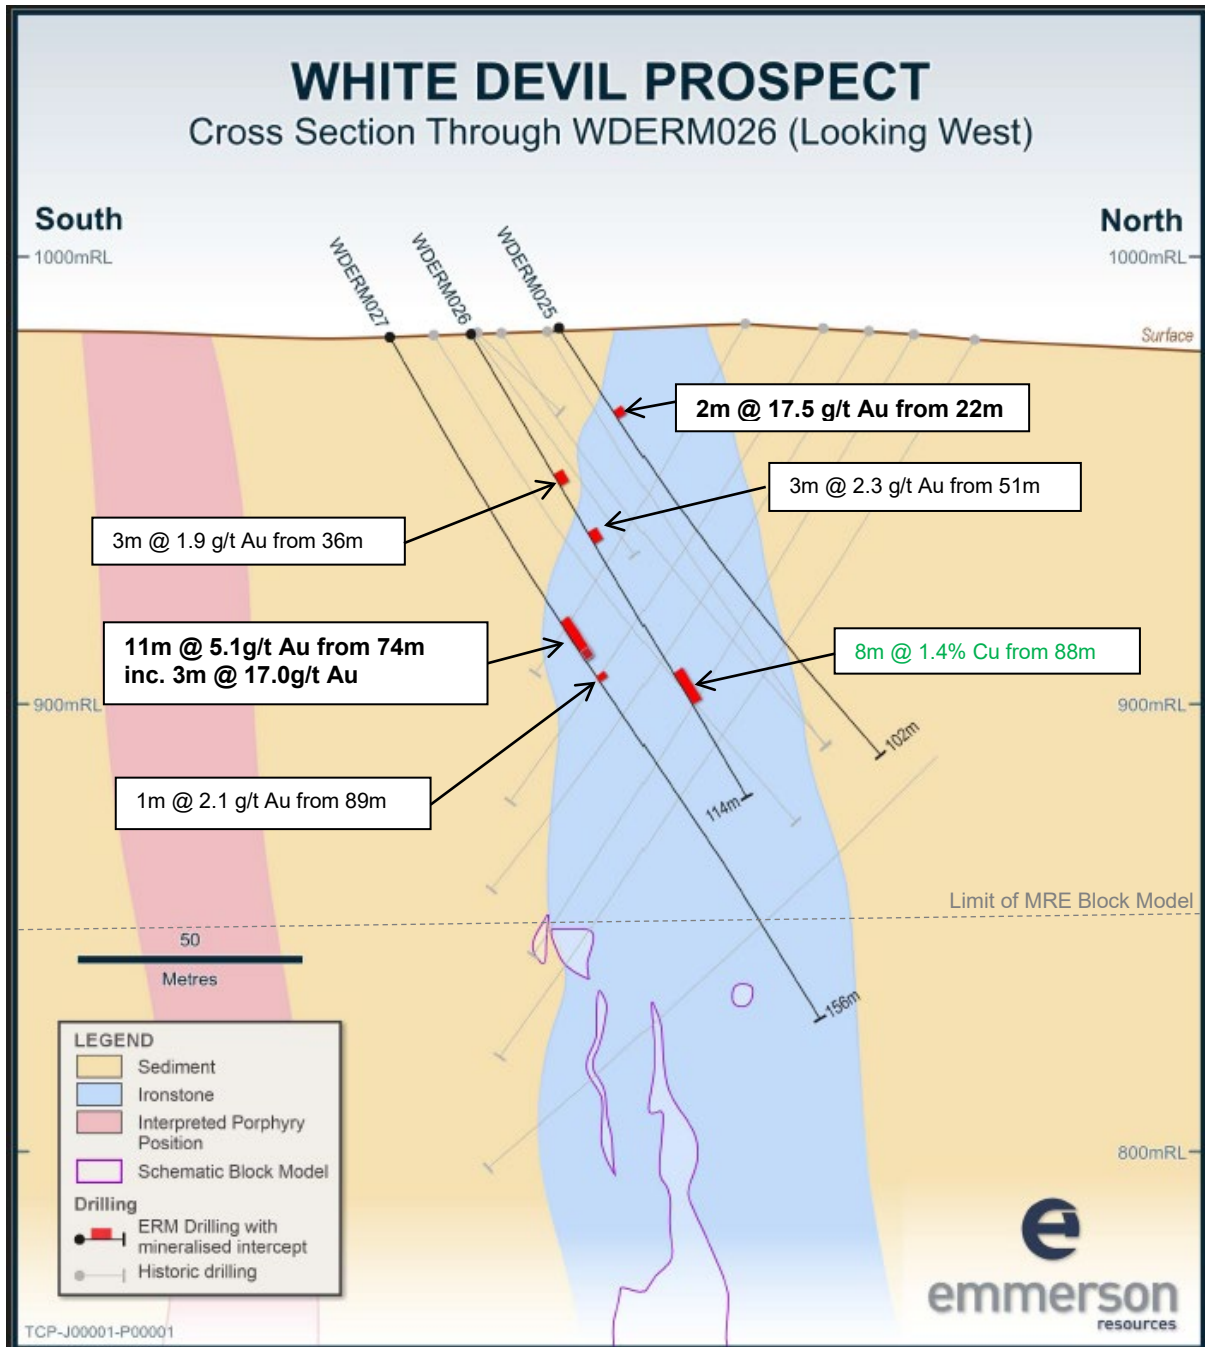 WHITE DEVIL PROSPECT
Cross Section Through WDERM026 (Looking West)
South
North
1000mRL
1000mRL
WDERM027
WDERM026
WDERM025
Surface
2m @ 17.5 g/t Au from 22m
3m @ 2.3 g/t Au from 51m
3m @ 1.9 g/t Au from 36m
11m @ 5.1g/t Au from 74m
inc. 3m @ 17.0g/t Au
8m @ 1.4% Cu from 88m
900mRL
900mRL
102m
1m @ 2.1 g/t Au from 89m
114m
Limit of MRE Block Model
50
Metres
156m
LEGEND
Sediment
Ironstone
Interpreted Porphyry
Position
Schematic Block Model
Drilling
ERM Drilling with
mineralised intercept
Historic drilling
800mRL
e
emmerson
resources
TCP-J00001-P00001